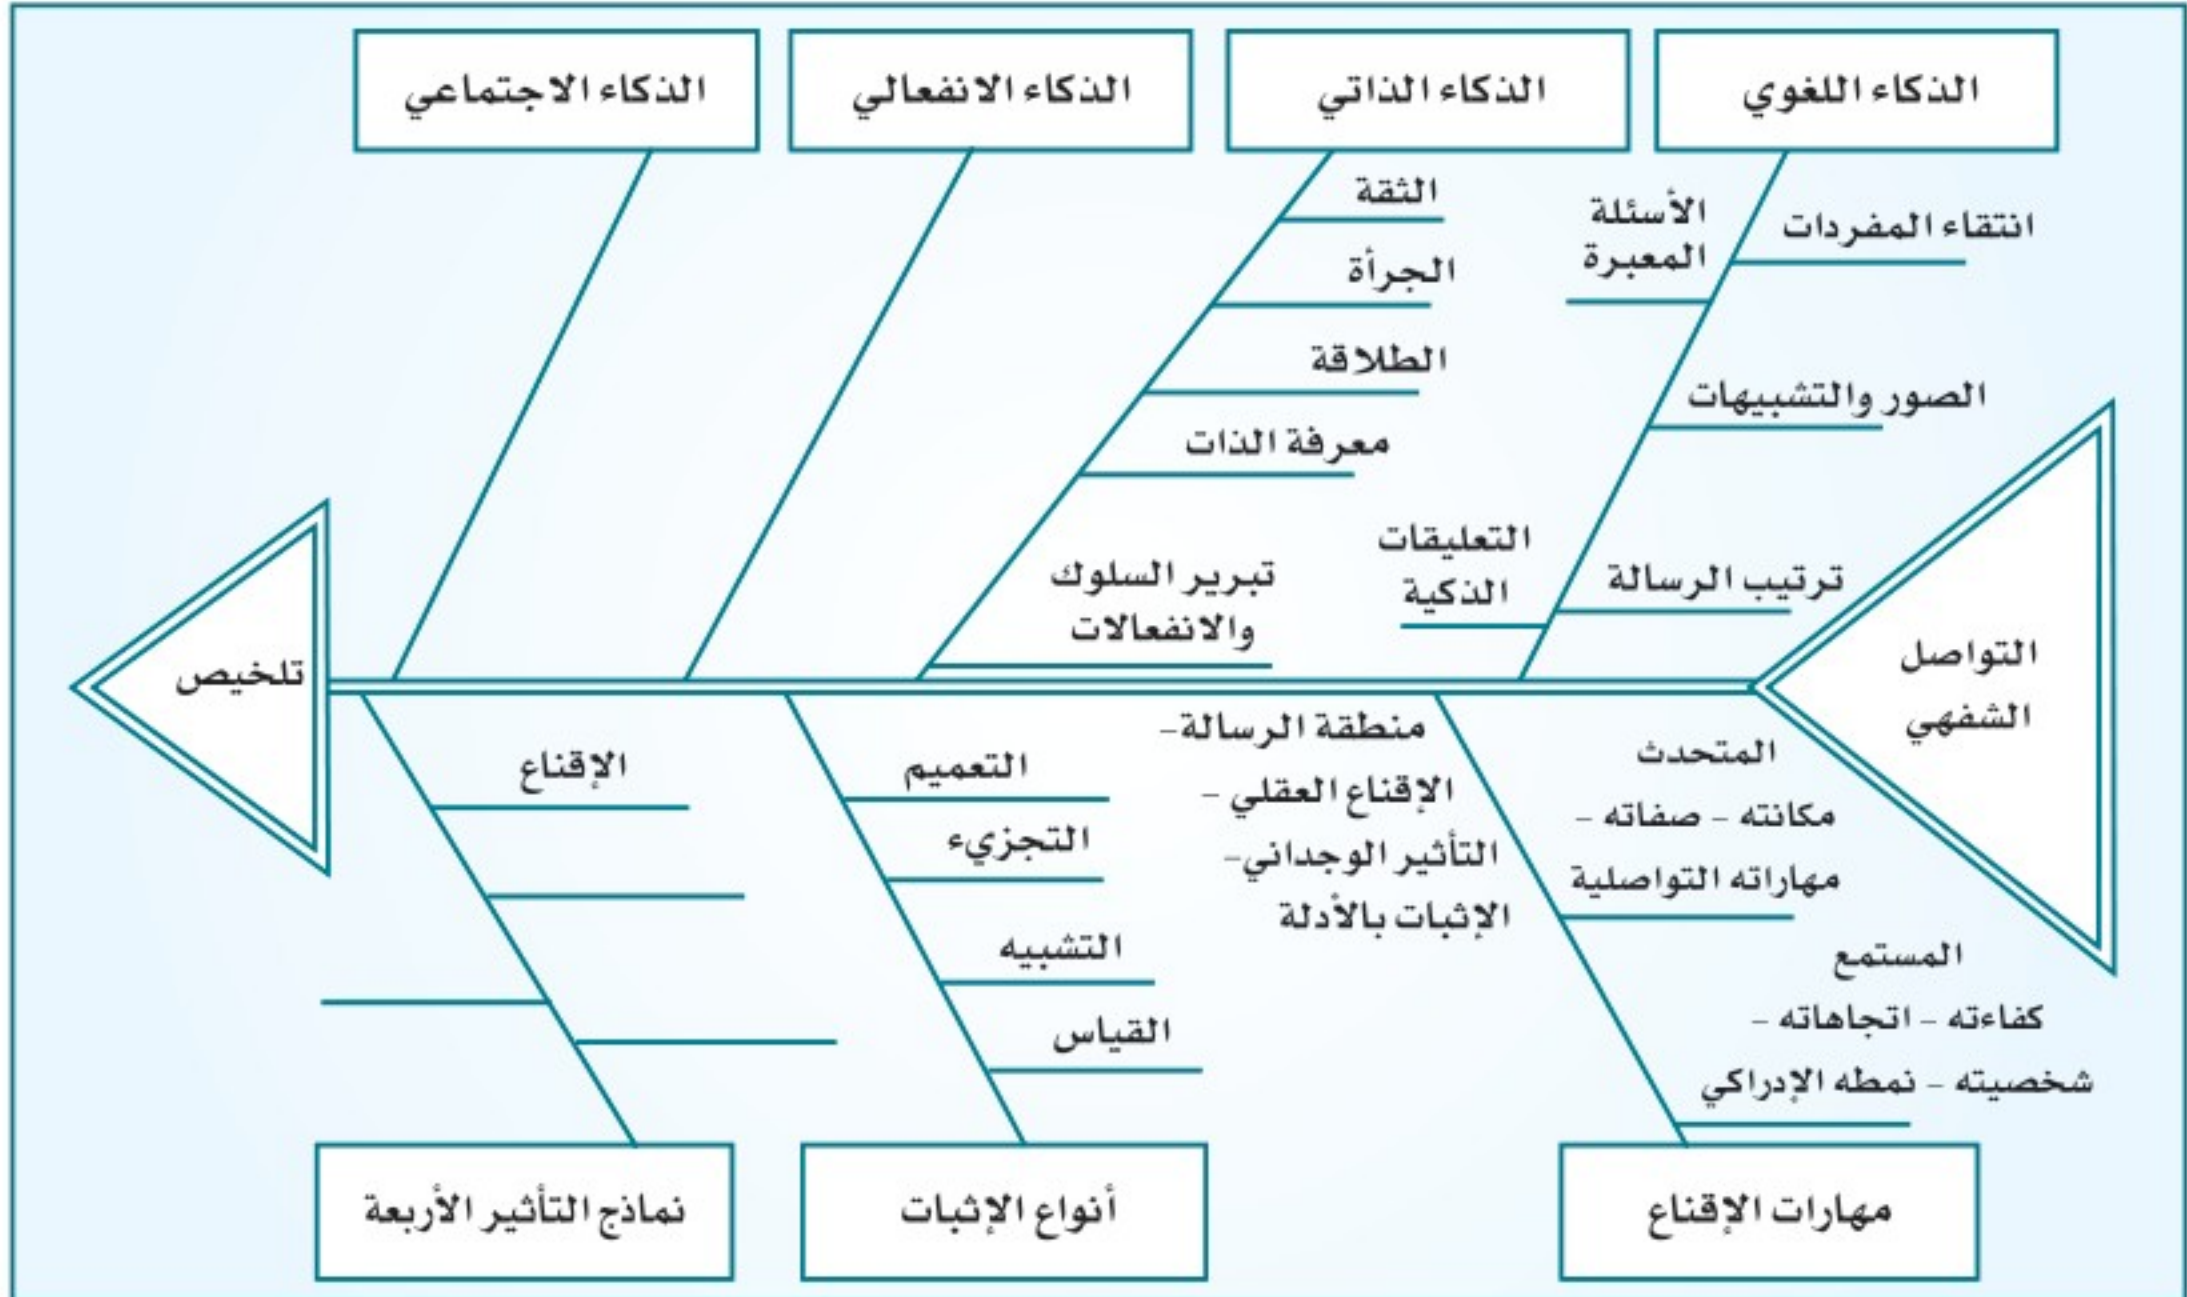 الذكاء اللغوي
الذكاء الذاتي
الذكاء الانفعالي
الذكاء الاجتماعي
انتقاء المفردات
الأسئلة
المعبرة
الصور والتشبيهات
ترتيب الرسالة
التعليقات
الذكية
الثقة
الجرأة
الطلاقة
معرفة الذات
تبرير السلوك
والانفعالات
التواصل
الشفهي
تلخيص
المتحدث
مكانته - صفاته -
مهاراته التواصلية
المستمع
كفاءته - اتجاهاته -
شخصيته - نمطه الإدراكي
منطقة الرسالة-
الإقناع العقلي -
التأثير الوجداني-
الإثبات بالأدلة
التعميم
التجزيء
التشبيه
القياس
الإقناع
مهارات الإقناع
أنواع الإثبات
نماذج التأثير الأربعة